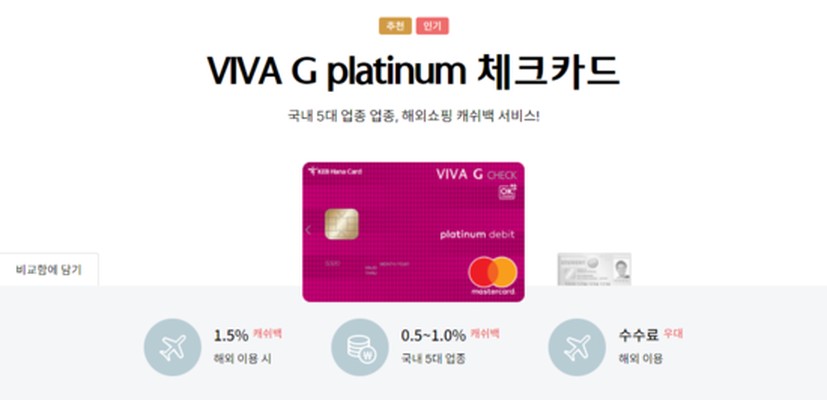 추천 인기
VIVA G platinum 체크카드
국내 5대 업종 업종, 해외쇼핑 캐쉬백 서비스!
KEB Hana Card
VIVA G CHECK
OK
platinum debit
mastercard
비교함에 담기
1.5% 캐쉬백
해외 이용 시
0.5~1.0% 캐쉬백
국내 5대 업종
수수료 우대
해외 이용